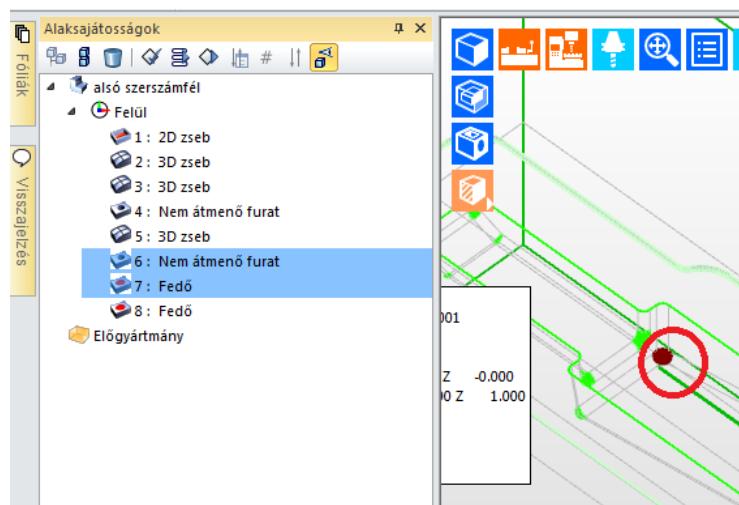 Alaksajátosságok
Fóliák
Visszajelzés
alsó szerszámfél
Felül
1 : 2D zseb
2 : 3D zseb
3 : 3D zseb
4 : Nem átmenő furat
5 : 3D zseb
6 : Nem átmenő furat
7 : Fedő
8 : Fedő
Előgyártmány
001
Z -0.000
00 Z 1.000